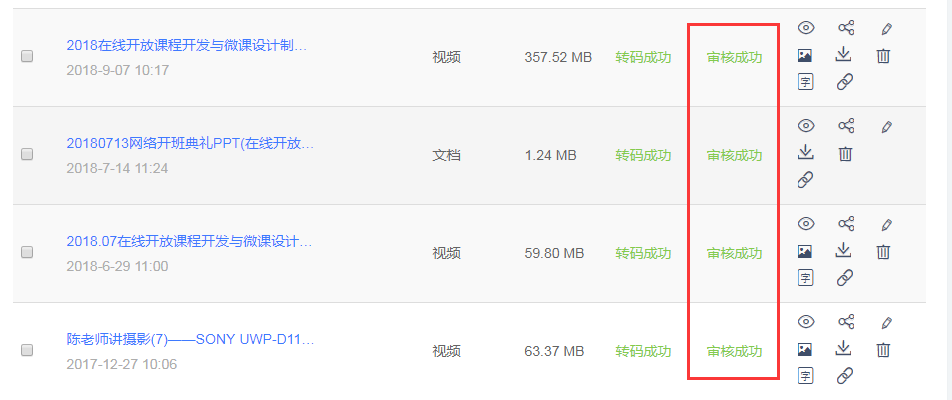 2018在线开放课程开发与微课设计制…
2018-9-07 10:17
视频
357.52 MB
转码成功
审核成功
字
20180713网络开班典礼PPT(在线开放…
2018-7-14 11:24
文档
1.24 MB
转码成功
审核成功
2018.07在线开放课程开发与微课设计…
2018-6-29 11:00
视频
59.80 MB
转码成功
审核成功
字
陈老师讲摄影(7)——SONY UWP-D11…
2017-12-27 10:06
视频
63.37 MB
转码成功
审核成功
字